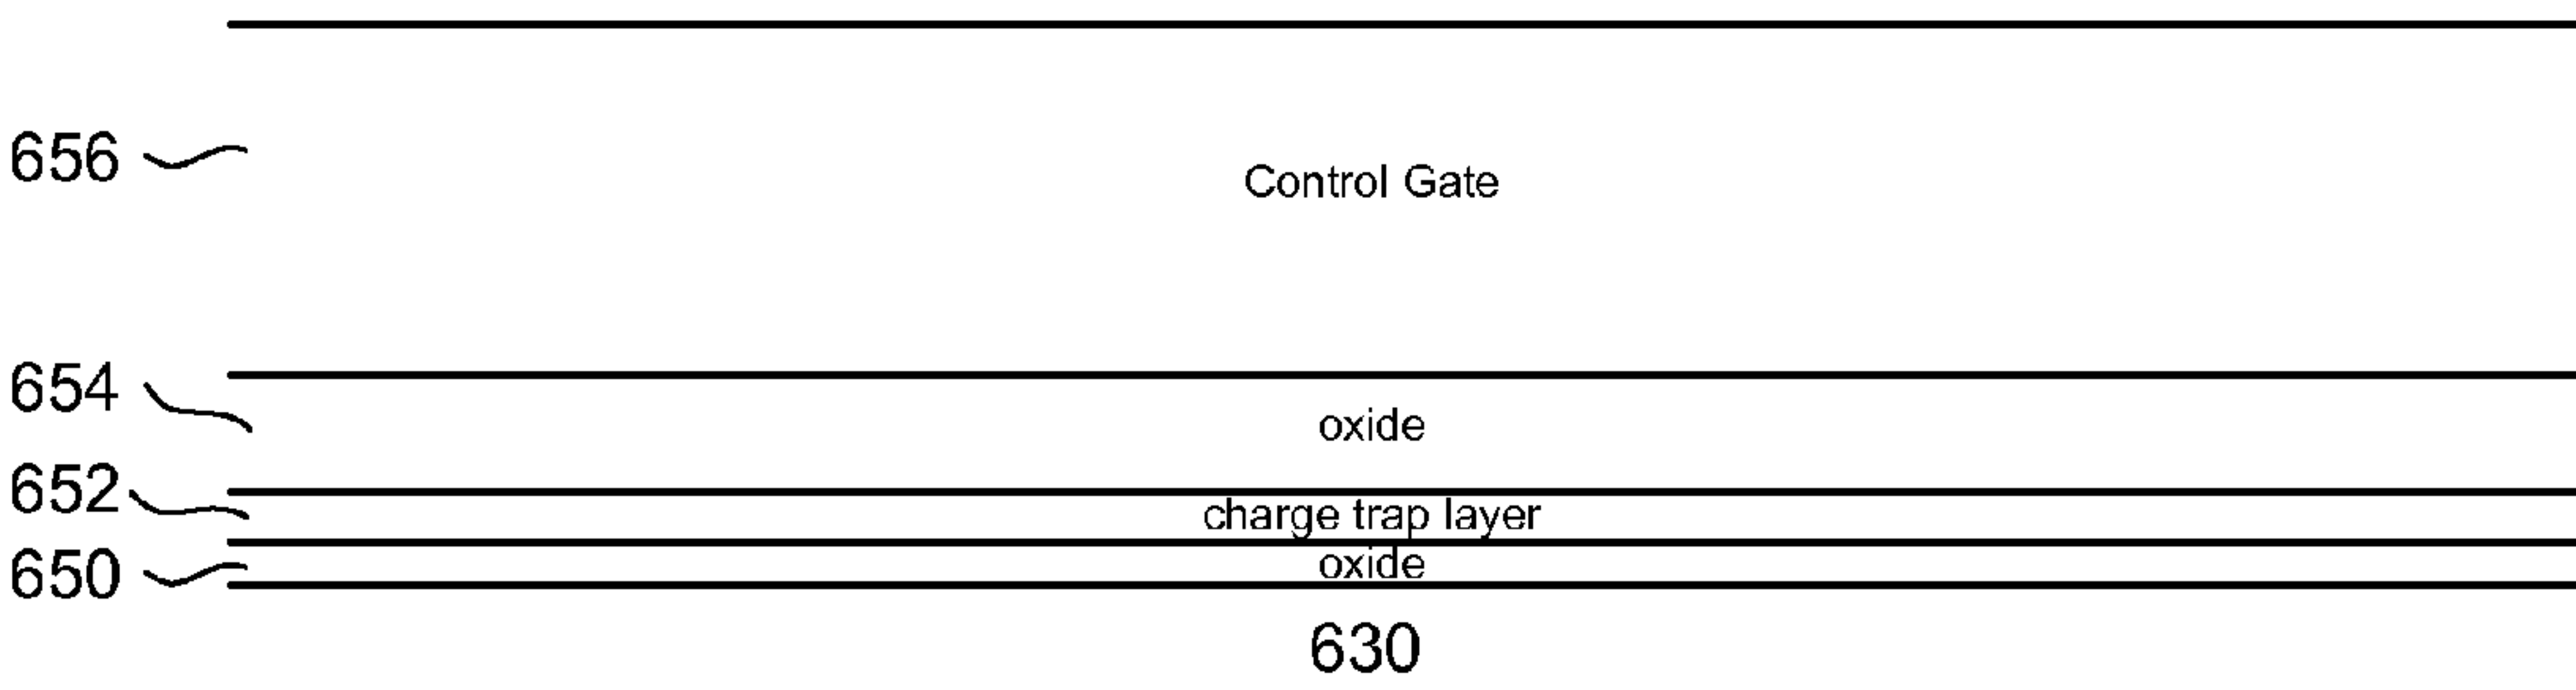 656
Control Gate
654
oxide
652
charge trap layer
650
oxide
630